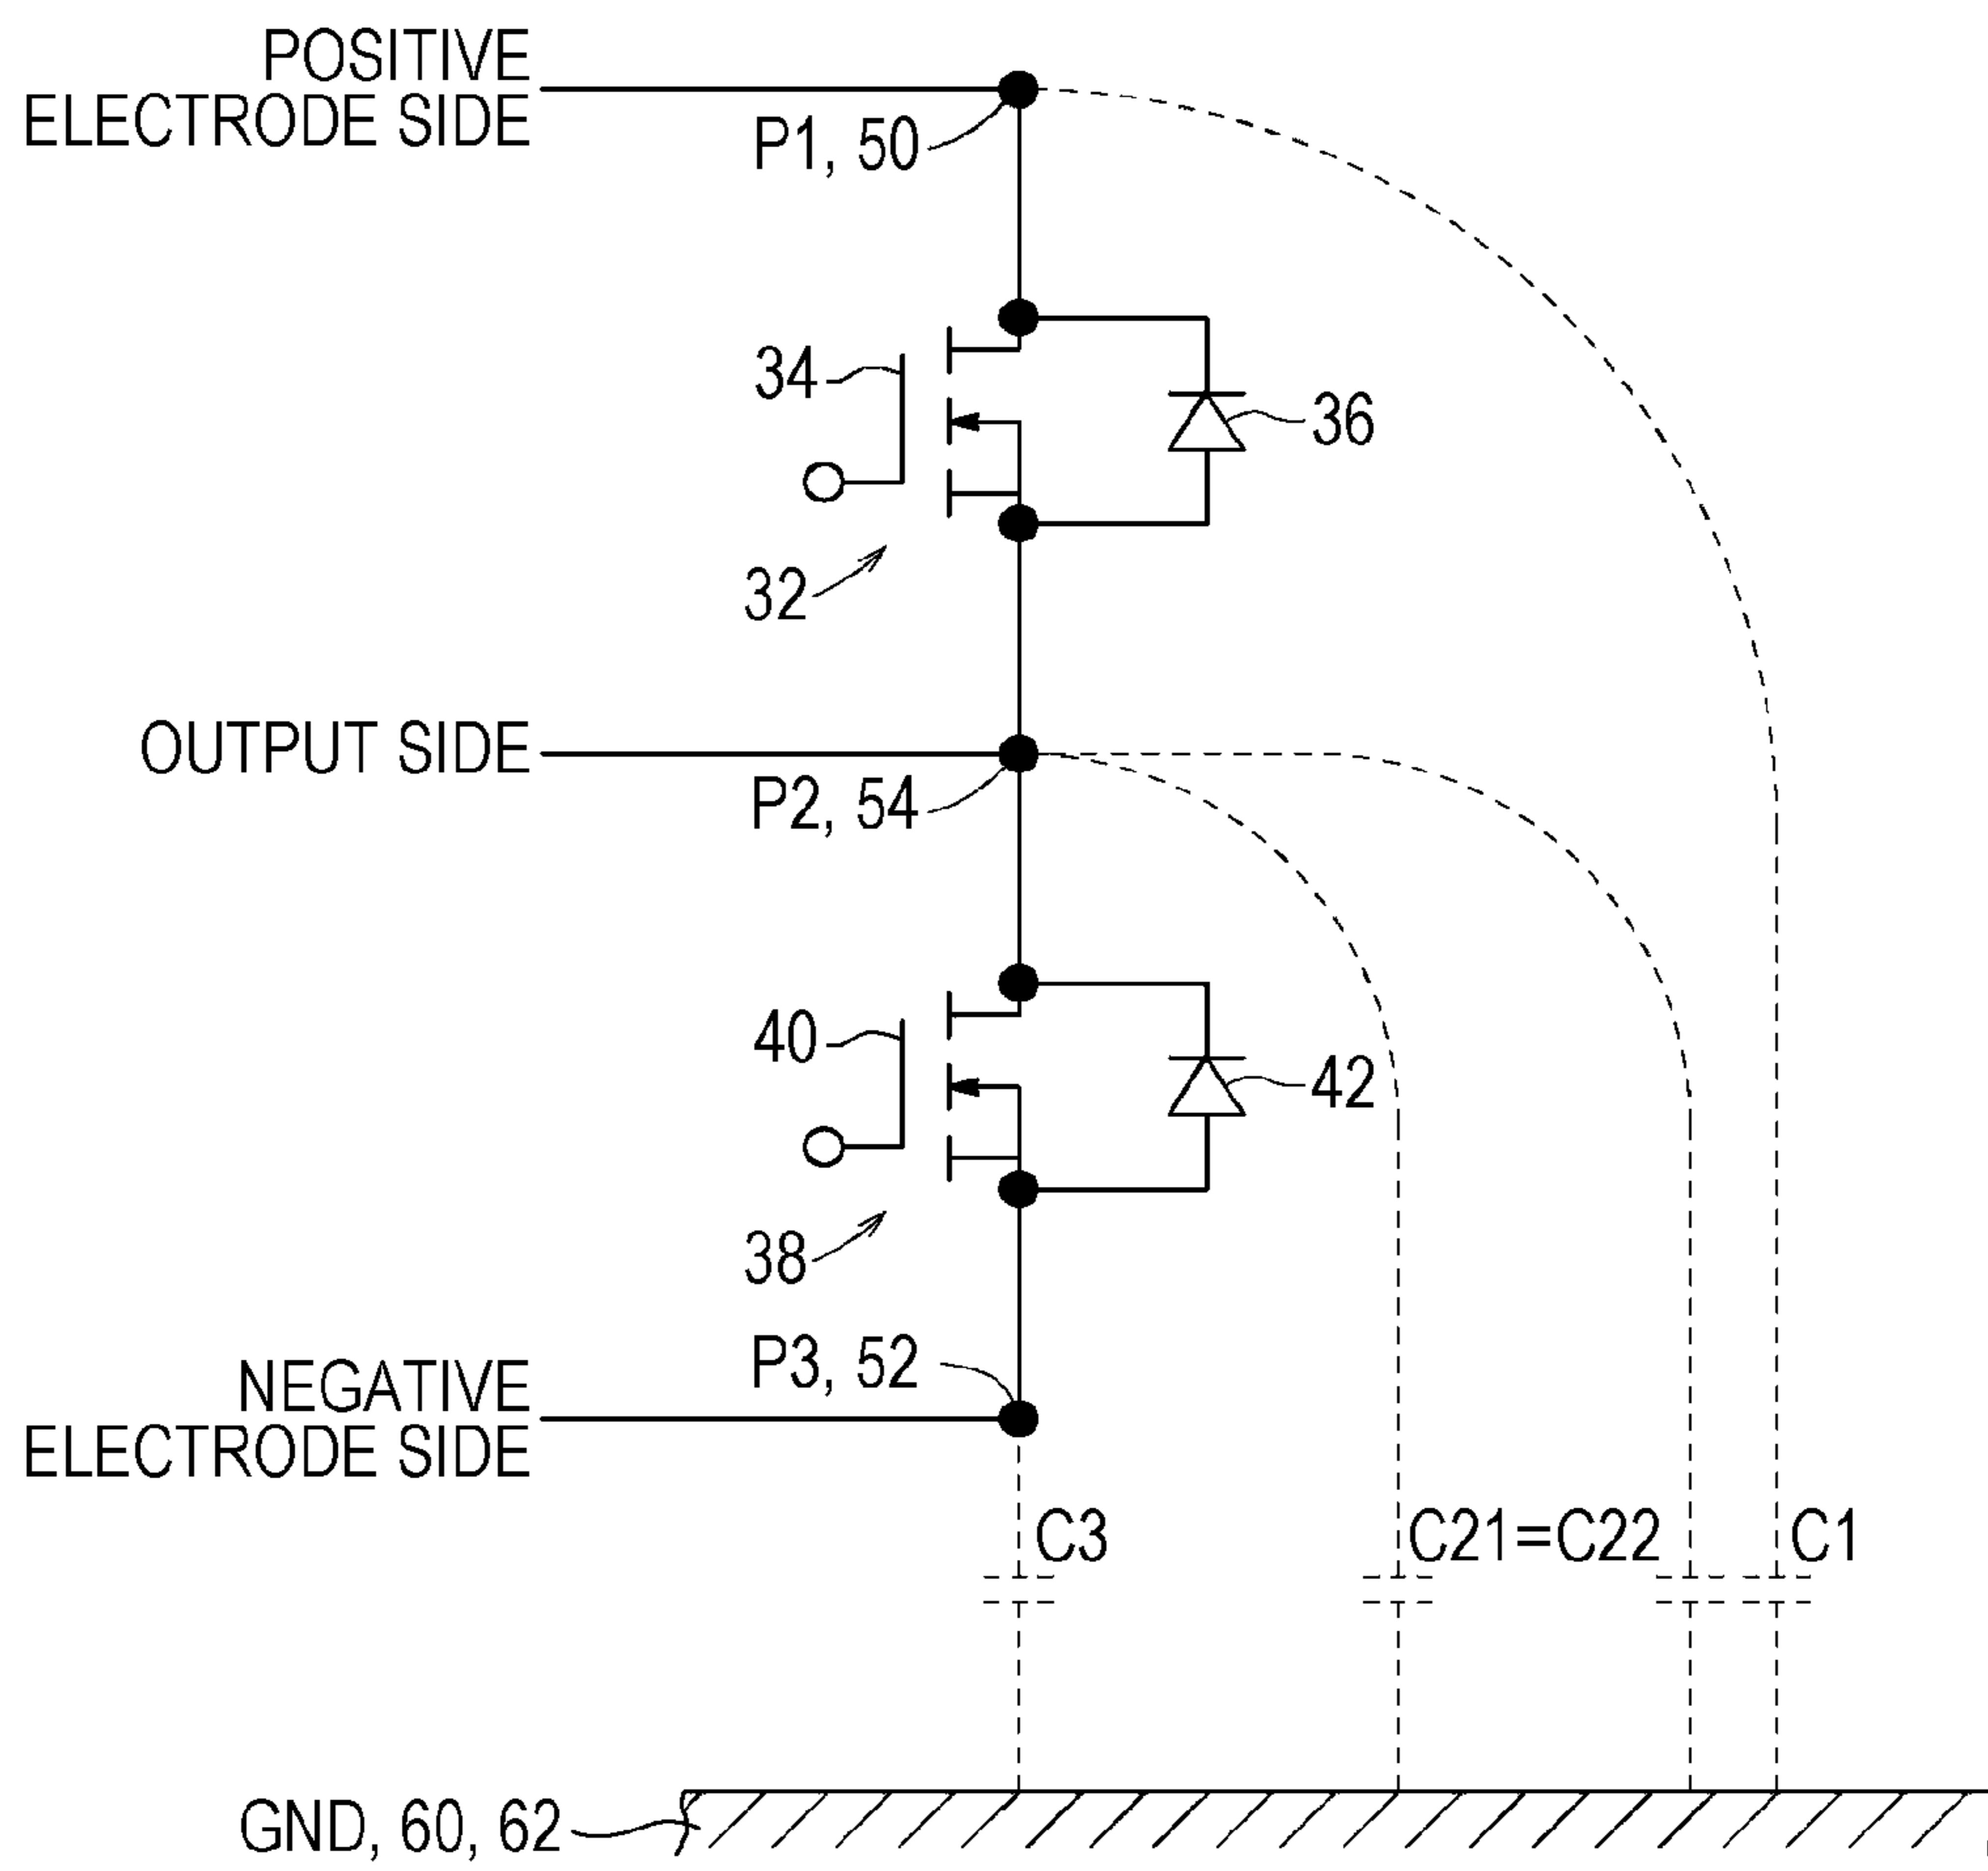 POSITIVE
ELECTRODE SIDE
P1, 50
34
36
32
OUTPUT SIDE
P2, 54
40
42
38
P3, 52
NEGATIVE
ELECTRODE SIDE
C3
C21=C22
C1
GND, 60, 62